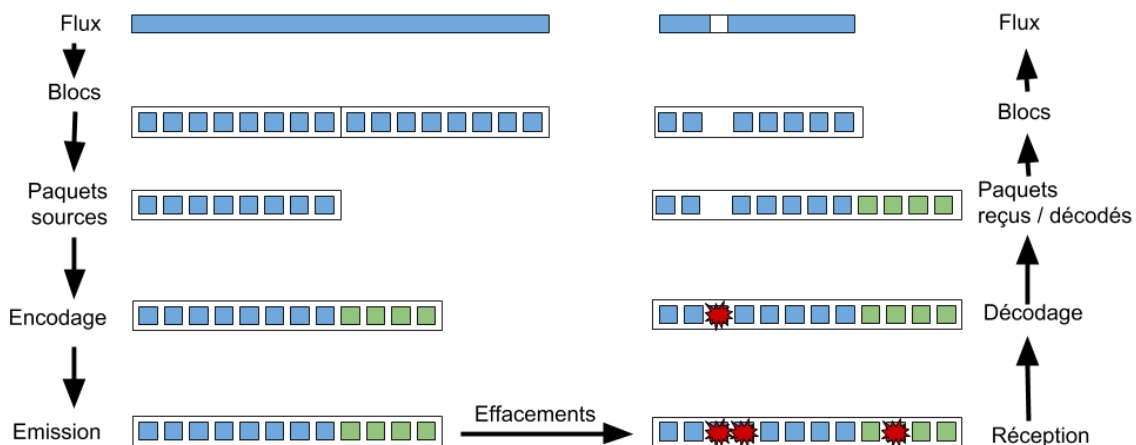 Flux
Flux
Blocs
Blocs
Paquets
sources
Paquets
reçus / décodés
Encodage
Décodage
Emission
Effacements
Réception